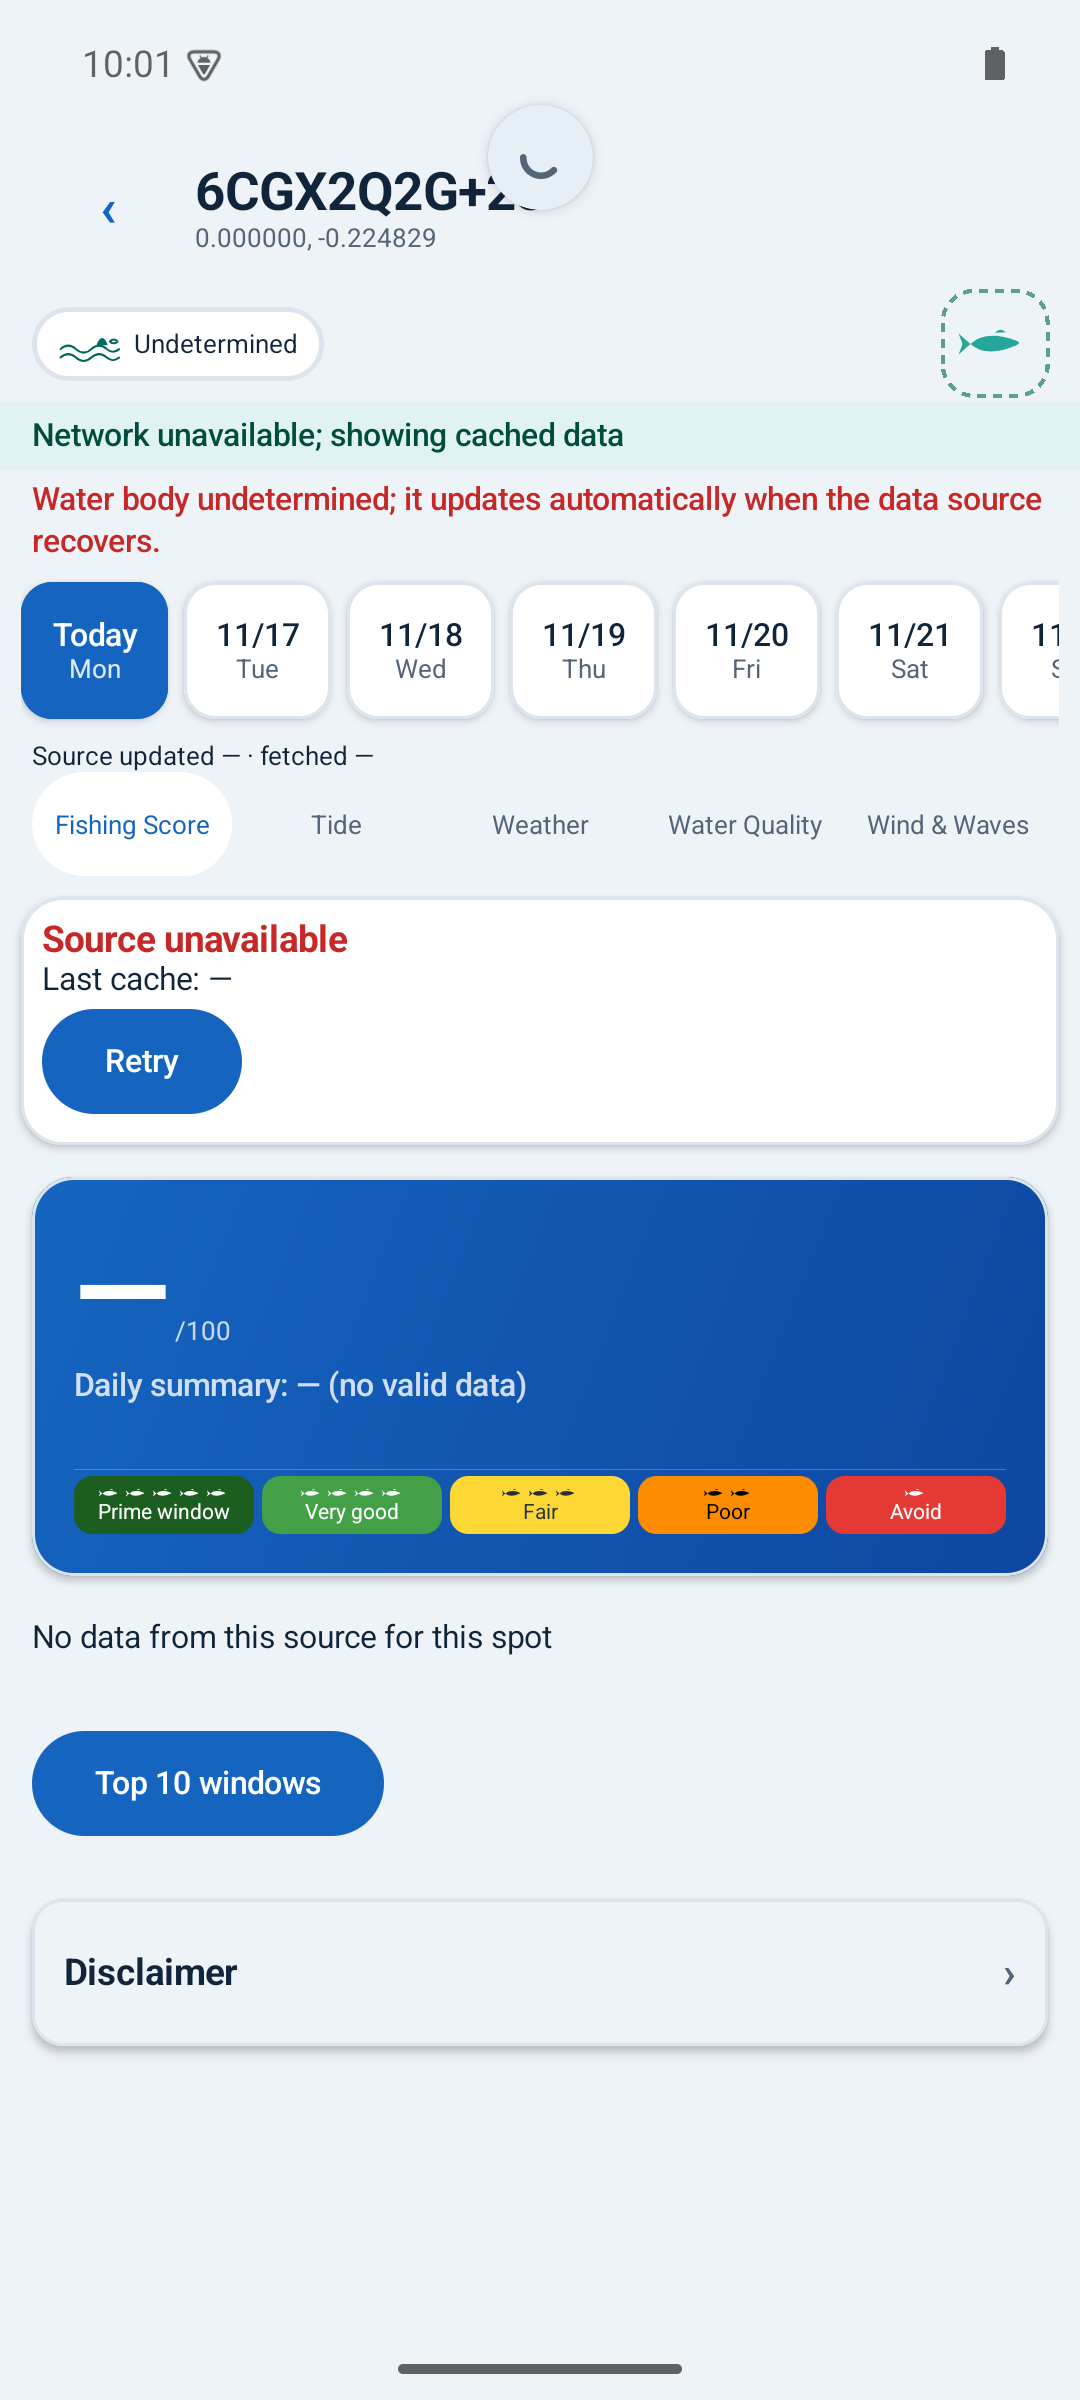 10:01
6CGX2Q2G+2
0.000000, -0.224829
Undetermined
Network unavailable; showing cached data
Water body undetermined; it updates automatically when the data source
recovers.
Today
Mon
11/17
Tue
11/18
Wed
11/19
Thu
11/20
Fri
11/21
Sat
11
S
Source updated — · fetched —
Fishing Score
Tide
Weather
Water Quality
Wind & Waves
Source unavailable
Last cache: —
Retry
—
/100
Daily summary: — (no valid data)
Prime window
Very good
Fair
Poor
Avoid
No data from this source for this spot
Top 10 windows
Disclaimer